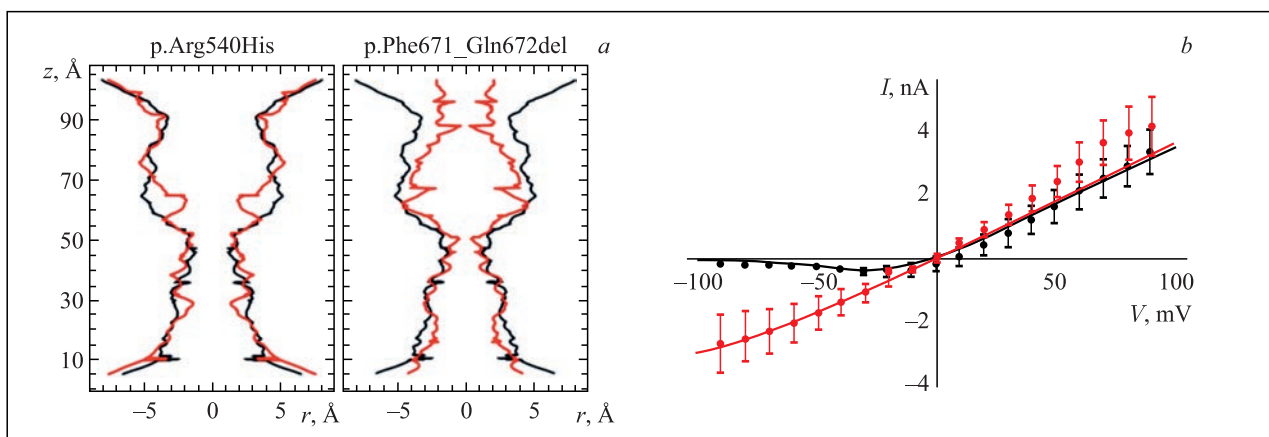 p.Arg540His p.Phe671_Gln672del a
z, Å
90
70
50
30
10
–5 0 5 r, Å
–5 0 5 r, Å
b
I, nA
4
2
–100 –50 50 100
V, mV
–2
–4